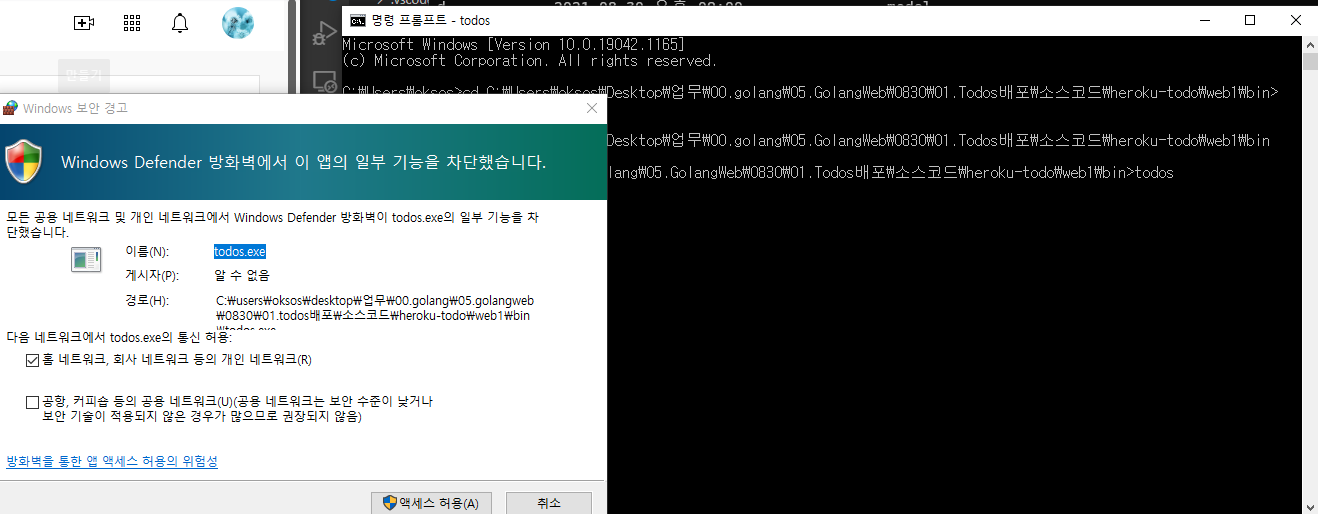 만들기
명령 프롬프트 - todos
Microsoft Windows [Version 10.0.19042.1165]
(c) Microsoft Corporation. All rights reserved.
C:\Users\oksos>cd C:\Users\oksos\Desktop\업무\00.golang\05.GolangWeb\0830\01.Todos배포\소스코드\heroku-todo\web1\bin>
Desktop\업무\00.golang\05.GolangWeb\0830\01.Todos배포\소스코드\heroku-todo\web1\bin
lang\05.GolangWeb\0830\01.Todos배포\소스코드\heroku-todo\web1\bin>todos
Windows 보안 경고
Windows Defender 방화벽에서 이 앱의 일부 기능을 차단했습니다.
모든 공용 네트워크 및 개인 네트워크에서 Windows Defender 방화벽이 todos.exe의 일부 기능을 차
단했습니다.
이름(N): todos.exe
게시자(P): 알 수 없음
경로(H): C:\users\oksos\desktop\업무\00.golang\05.golangweb
\0830\01.todos배포\소스코드\heroku-todo\web1\bin
\todos.exe
다음 네트워크에서 todos.exe의 통신 허용:
홈 네트워크, 회사 네트워크 등의 개인 네트워크(R)
공항, 커피숍 등의 공용 네트워크(U)(공용 네트워크는 보안 수준이 낮거나
보안 기술이 적용되지 않은 경우가 많으므로 권장되지 않음)
방화벽을 통한 앱 액세스 허용의 위험성
액세스 허용(A)
취소